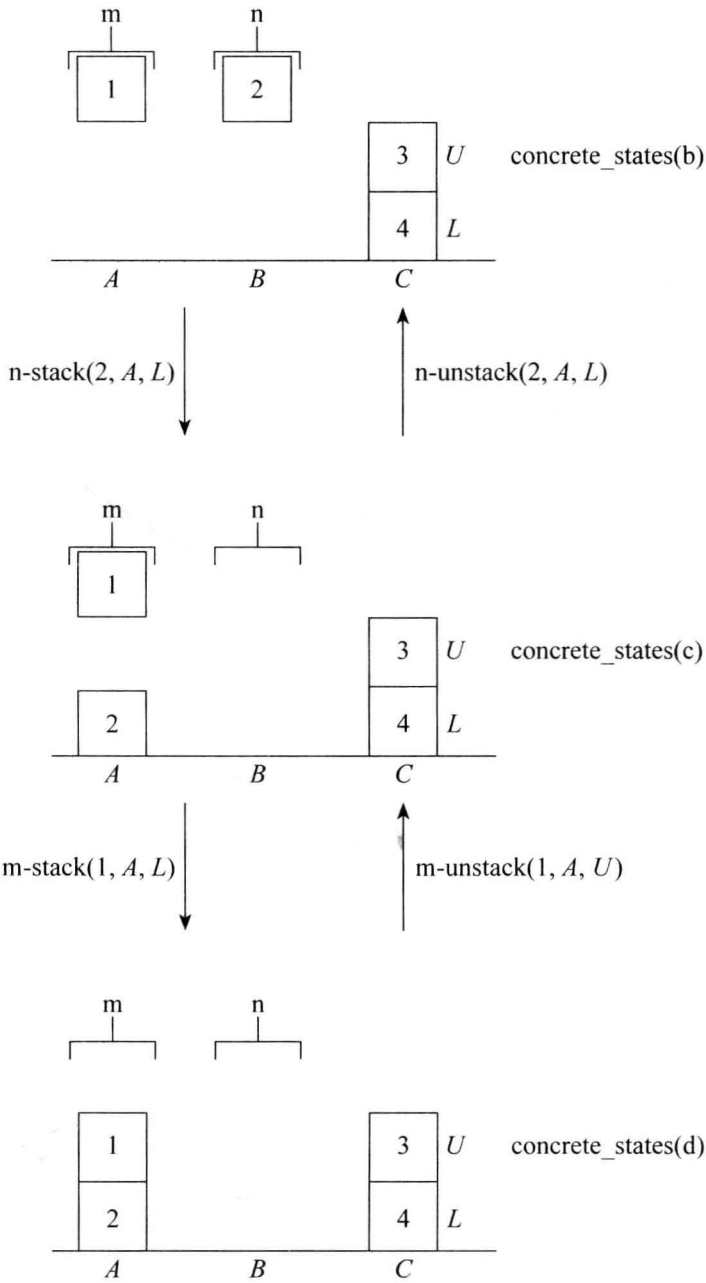 m n
1 2
3 U concrete_states(b)
4 L
A B C
n-stack(2, A, L) n-unstack(2, A, L)
m n
1
3 U concrete_states(c)
2 4 L
A B C
m-stack(1, A, L) m-unstack(1, A, U)
m n
1 3 U concrete_states(d)
2 4 L
A B C